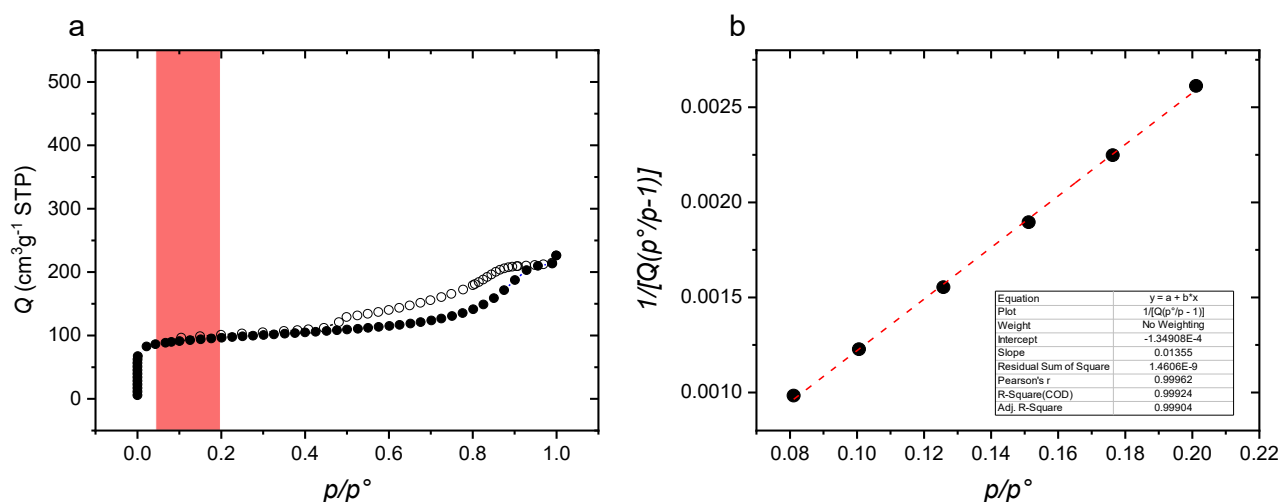 a
Q (cm³g⁻¹ STP)
500
400
300
200
100
0
0.0 0.2 0.4 0.6 0.8 1.0
p/p°
b
1/[Q(p°/p-1)]
0.0025
0.0020
0.0015
0.0010
0.08 0.10 0.12 0.14 0.16 0.18 0.20 0.22
p/p°
Equation y = a + b*x
Plot 1/[Q(p°/p - 1)]
Weight No Weighting
Intercept -1.34908E-4
Slope 0.01355
Residual Sum of Square 1.4606E-9
Pearson's r 0.99962
R-Square(COD) 0.99924
Adj. R-Square 0.99904